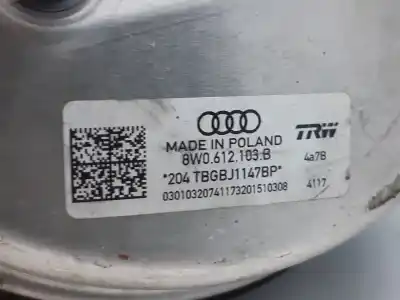 MADE IN POLAND
TRW
8W0.612.103.B
4a7B
*204 TBGBJ1147BP*
03010320741173201510308
4117